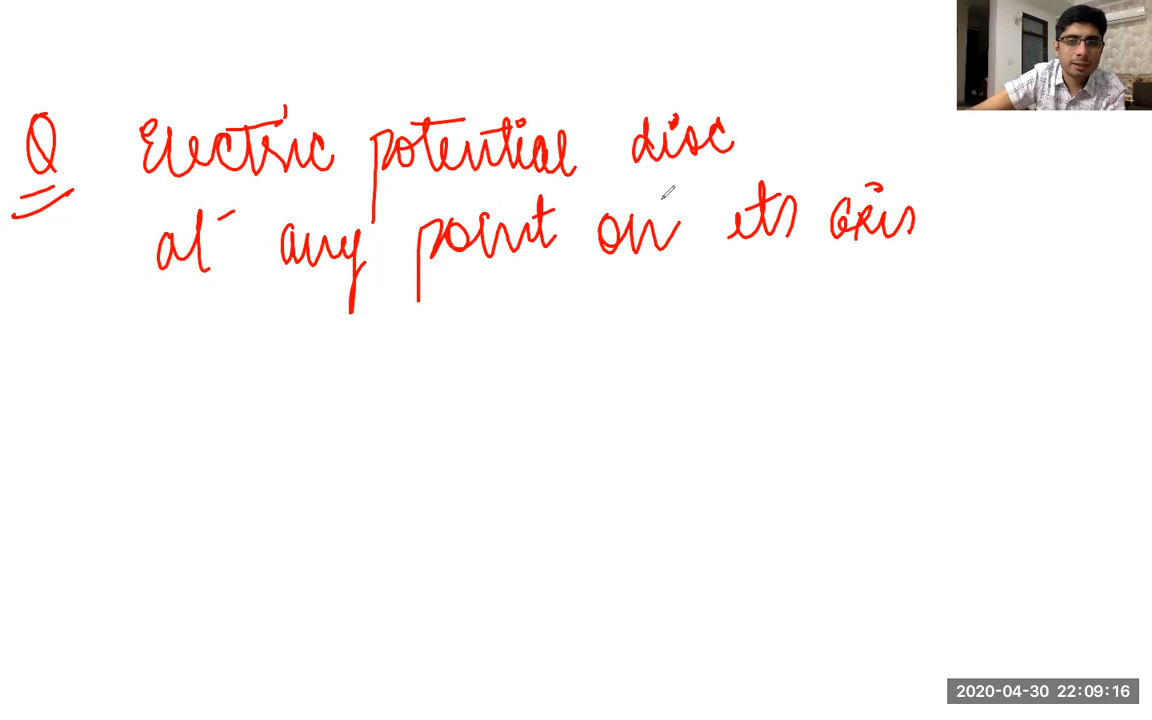 Q Electric potential disc
at any point on its axis
2020-04-30 22:09:16